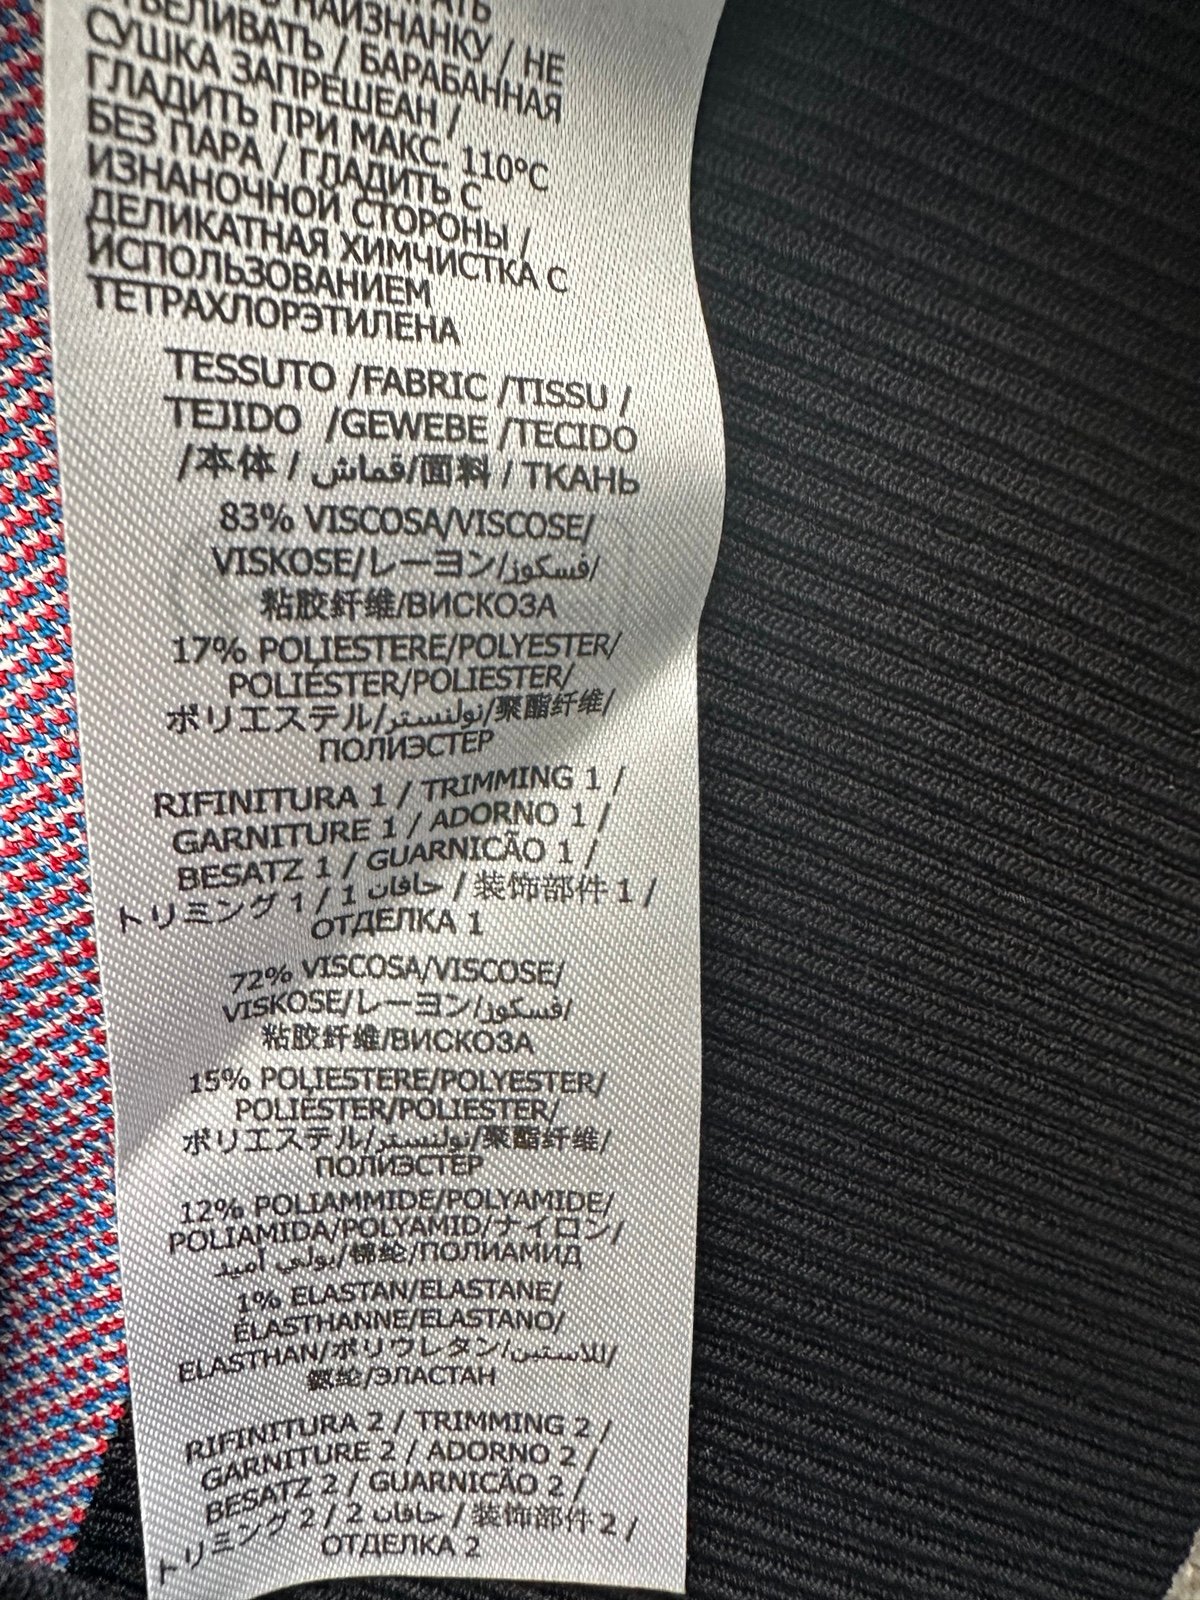 НАИЗНАНКУ / НЕ
ОТБЕЛИВАТЬ / БАРАБАННАЯ
СУШКА ЗАПРЕШЕАН /
ГЛАДИТЬ ПРИ МАКС. 110°C
БЕЗ ПАРА / ГЛАДИТЬ С
ИЗНАНОЧНОЙ СТОРОНЫ /
ДЕЛИКАТНАЯ ХИМЧИСТКА С
ИСПОЛЬЗОВАНИЕМ
ТЕТРАХЛОРЭТИЛЕНА
TESSUTO /FABRIC /TISSU /
TEJIDO /GEWEBE /TECIDO
/本体 / قماش/面料 / ТКАНЬ
83% VISCOSA/VISCOSE/
VISKOSE/レーヨン/فسكوز/
粘胶纤维/ВИСКОЗА
17% POLIESTERE/POLYESTER/
POLIÉSTER/POLIESTER/
ポリエステル/بولنستر/聚酯纤维/
ПОЛИЭСТЕР
RIFINITURA 1 / TRIMMING 1 /
GARNITURE 1 / ADORNO 1 /
BESATZ 1 / GUARNICÃO 1 /
トリミング 1 / 1 حافان / 装饰部件 1 /
ОТДЕЛКА 1
72% VISCOSA/VISCOSE/
VISKOSE/レーヨン/فسكوز/
粘胶纤维/ВИСКОЗА
15% POLIESTERE/POLYESTER/
POLIÉSTER/POLIESTER/
ポリエステル/بولنستر/聚酯纤维/
ПОЛИЭСТЕР
12% POLIAMMIDE/POLYAMIDE/
POLIAMIDA/POLYAMID/ナイロン/
بولي أميد/锦纶/ПОЛИАМИД
1% ELASTAN/ELASTANE/
ÉLASTHANNE/ELASTANO/
ELASTHAN/ポリウレタン/للاستين/
氨纶/ЭЛАСТАН
RIFINITURA 2 / TRIMMING 2 /
GARNITURE 2 / ADORNO 2 /
BESATZ 2 / GUARNICÃO 2 /
トリミング 2 / 2 حافان / 装饰部件 2 /
ОТДЕЛКА 2